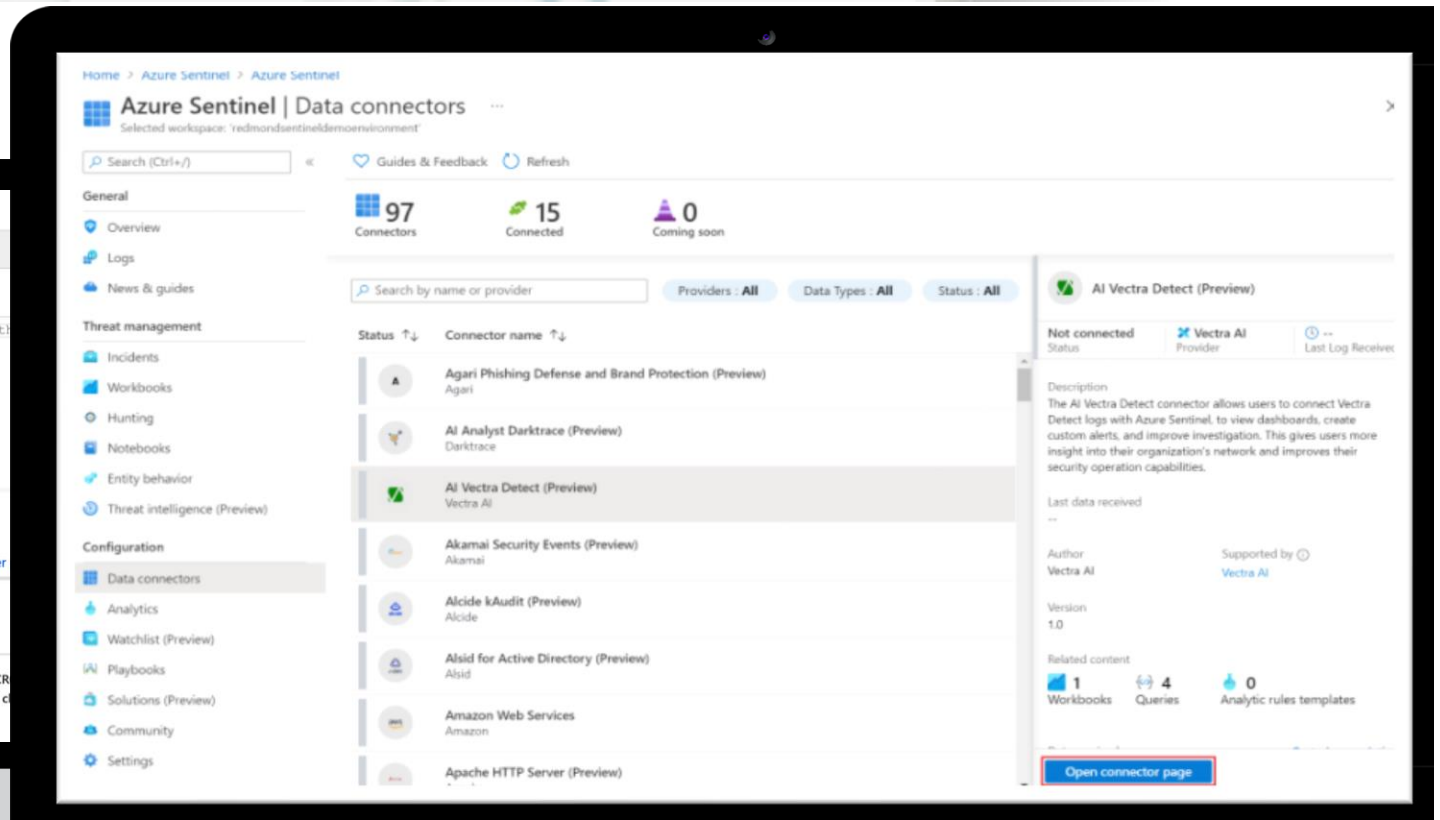 Home > Azure Sentinel > Azure Sentinel
Azure Sentinel | Data connectors ...
Selected workspace: 'redmondsentineldemoenvironment'
Search (Ctrl+/) «
Guides & Feedback Refresh
General
Overview
Logs
News & guides
Threat management
Incidents
Workbooks
Hunting
Notebooks
Entity behavior
Threat intelligence (Preview)
Configuration
Data connectors
Analytics
Watchlist (Preview)
Playbooks
Solutions (Preview)
Community
Settings
97 15 0
Connectors Connected Coming soon
Search by name or provider Providers : All Data Types : All Status : All
Status ↑↓ Connector name ↑↓
A
Agari Phishing Defense and Brand Protection (Preview)
Agari
AI Analyst Darktrace (Preview)
Darktrace
AI Vectra Detect (Preview)
Vectra AI
Akamai Security Events (Preview)
Akamai
Alcide kAudit (Preview)
Alcide
Alsid for Active Directory (Preview)
Alsid
Amazon Web Services
Amazon
Apache HTTP Server (Preview)
AI Vectra Detect (Preview)
Not connected Vectra AI --
Status Provider Last Log Received
Description
The AI Vectra Detect connector allows users to connect Vectra
Detect logs with Azure Sentinel, to view dashboards, create
custom alerts, and improve investigation. This gives users more
insight into their organization's network and improves their
security operation capabilities.
Last data received
--
Author Supported by
Vectra AI Vectra AI
Version
1.0
Related content
1 4 0
Workbooks Queries Analytic rules templates
Open connector page